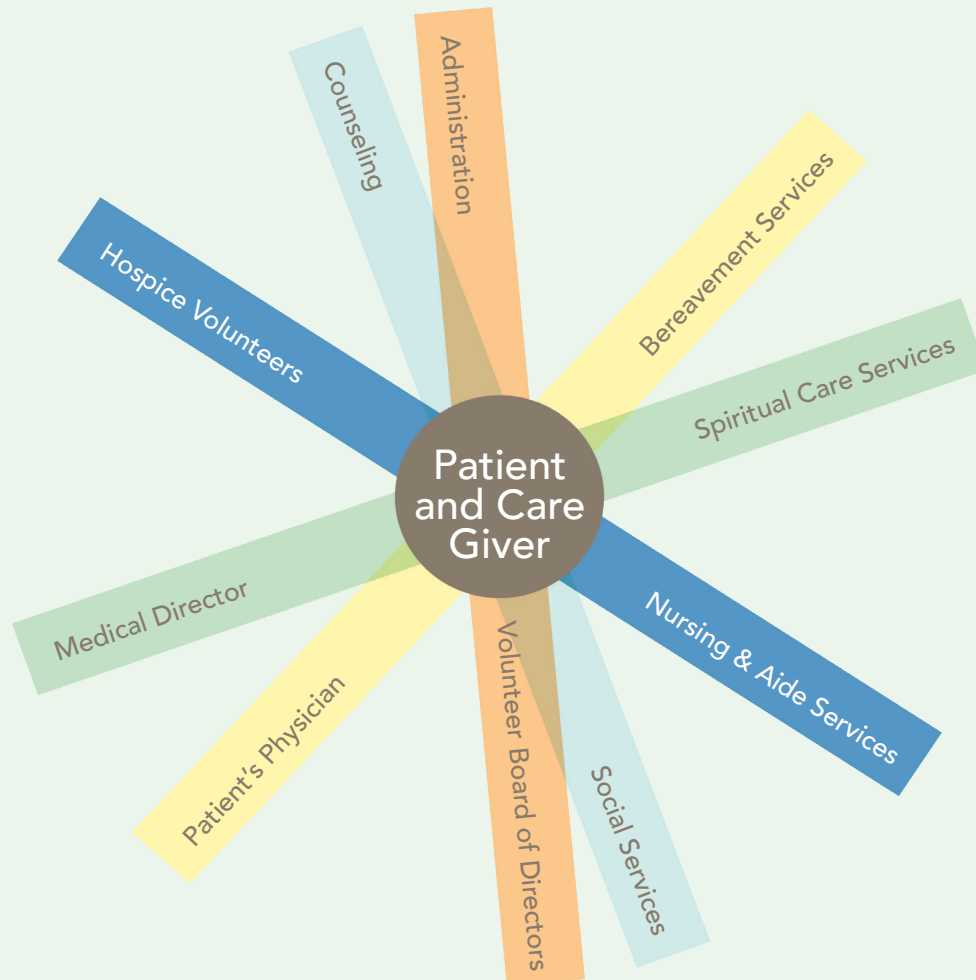 Counseling
Administration
Bereavement Services
Hospice Volunteers
Spiritual Care Services
Patient
and Care
Giver
Medical Director
Nursing & Aide Services
Patient’s Physician
Volunteer Board of Directors
Social Services